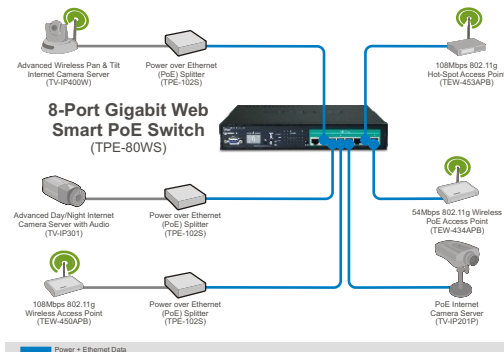 Advanced Wireless Pan & Tilt
Internet Camera Server
(TV-IP400W)
Power over Ethernet
(PoE) Splitter
(TPE-102S)
108Mbps 802.11g
Hot-Spot Access Point
(TEW-453APB)
8-Port Gigabit Web
Smart PoE Switch
(TPE-80WS)
Advanced Day/Night Internet
Camera Server with Audio
(TV-IP301)
Power over Ethernet
(PoE) Splitter
(TPE-102S)
54Mbps 802.11g Wireless
PoE Access Point
(TEW-434APB)
108Mbps 802.11g
Wireless Access Point
(TEW-450APB)
Power over Ethernet
(PoE) Splitter
(TPE-102S)
PoE Internet
Camera Server
(TV-IP201P)
Power + Ethernet Data